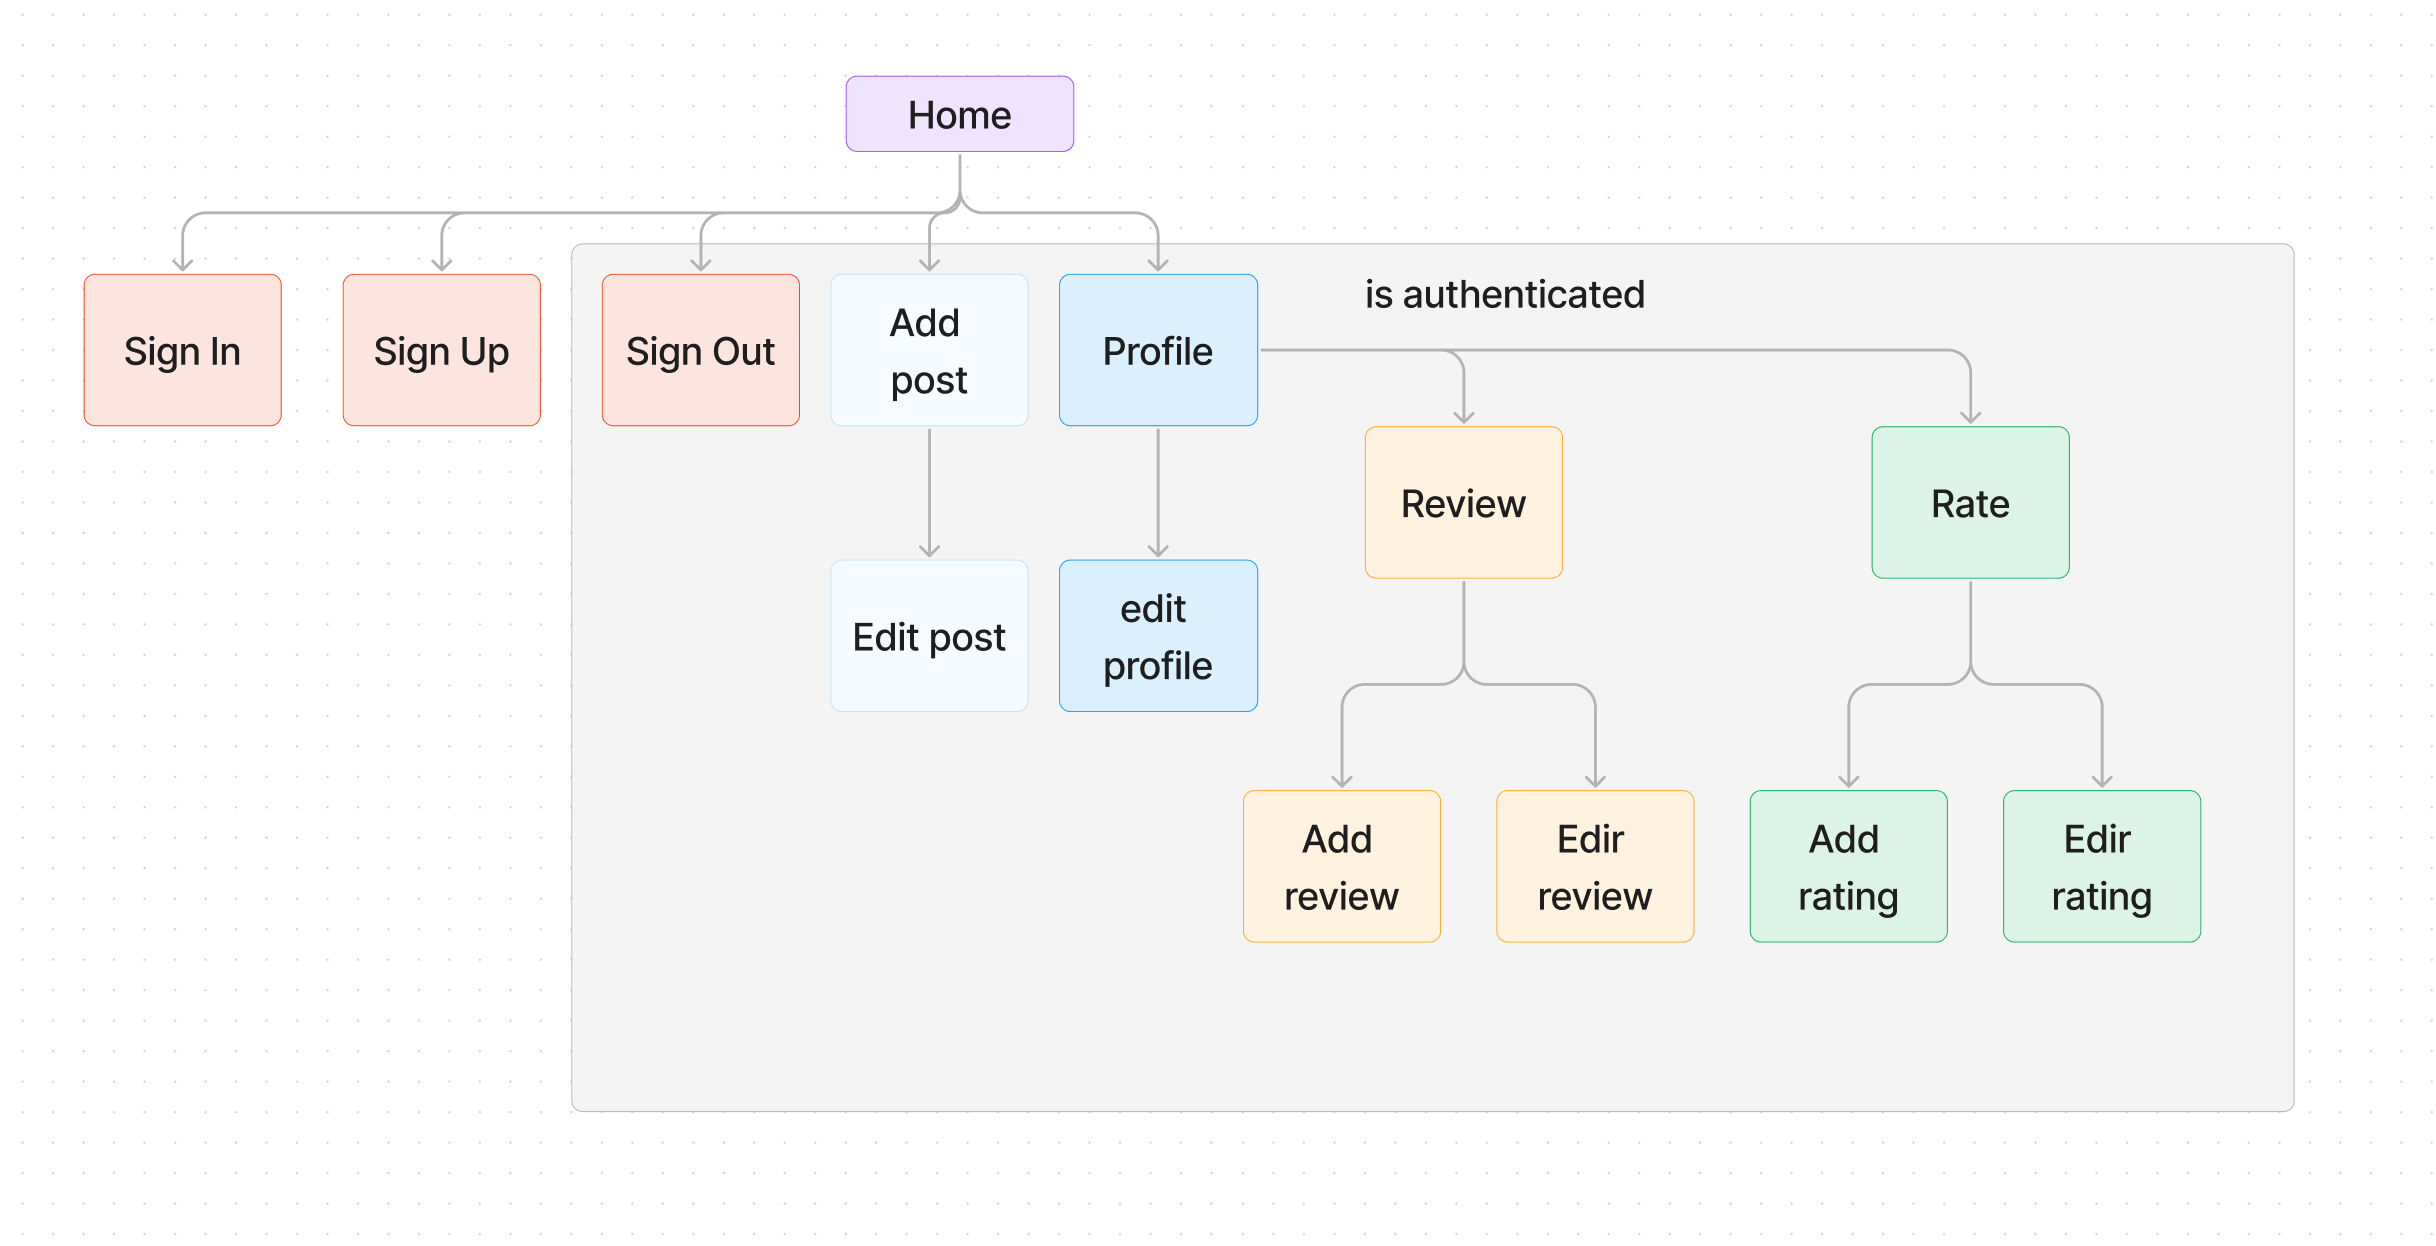 Home
is authenticated
Sign In
Sign Up
Sign Out
Add
post
Profile
Review
Rate
Edit post
edit
profile
Add
review
Edir
review
Add
rating
Edir
rating